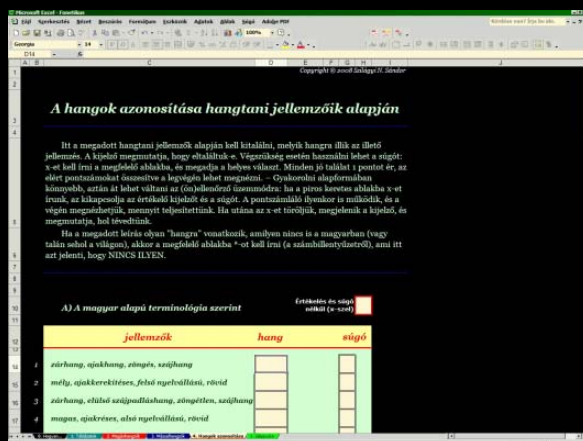 Microsoft Excel - Fonetikus
Fájl Szerkesztés Nézet Beszúrás Formátum Eszközök Adatok Ablak Súgó Adobe PDF
Georgia 14
D14
Copyright © 2008 Szilágyi N. Sándor
A hangok azonosítása hangtani jellemzőik alapján
Itt a megadott hangtani jellemzők alapján kell kitalálni, melyik hangra illik az illető
jellemzés. A kijelző megmutatja, hogy eltaláltuk-e. Végszükség esetén használni lehet a súgót:
x-et kell írni a megfelelő ablakba, és megadja a helyes választ. Minden jó találat 1 pontot ér, az
elért pontszámokat összesítve a legvégén lehet megnézni. – Gyakorolni alapformában
könnyebb, aztán át lehet váltani az (ön)ellenőrző üzemmódra: ha a piros keretes ablakba x-et
írunk, az kikapcsolja az értékelő kijelzőt és a súgót. A pontszámláló ilyenkor is működik, és a
végén megnézhetjük, mennyit teljesítettünk. Ha utána az x-et töröljük, megjelenik a kijelző, és
megmutatja, hol tévedtünk.
Ha a megadott leírás olyan "hangra" vonatkozik, amilyen nincs is a magyarban (vagy
talán sehol a világon), akkor a megfelelő ablakba *-ot kell írni (a számbillentyűzetről), ami itt
azt jelenti, hogy NINCS ILYEN.
A) A magyar alapú terminológia szerint
Értékelés és súgó
nélkül (x-szel)
jellemzők hang súgó
1 zárhang, ajakhang, zöngés, szájhang
2 mély, ajakkerekítéses, felső nyelvállású, rövid
3 zárhang, elülső szájpadláshang, zöngétlen, szájhang
4 magas, ajakréses, alsó nyelvállású, rövid